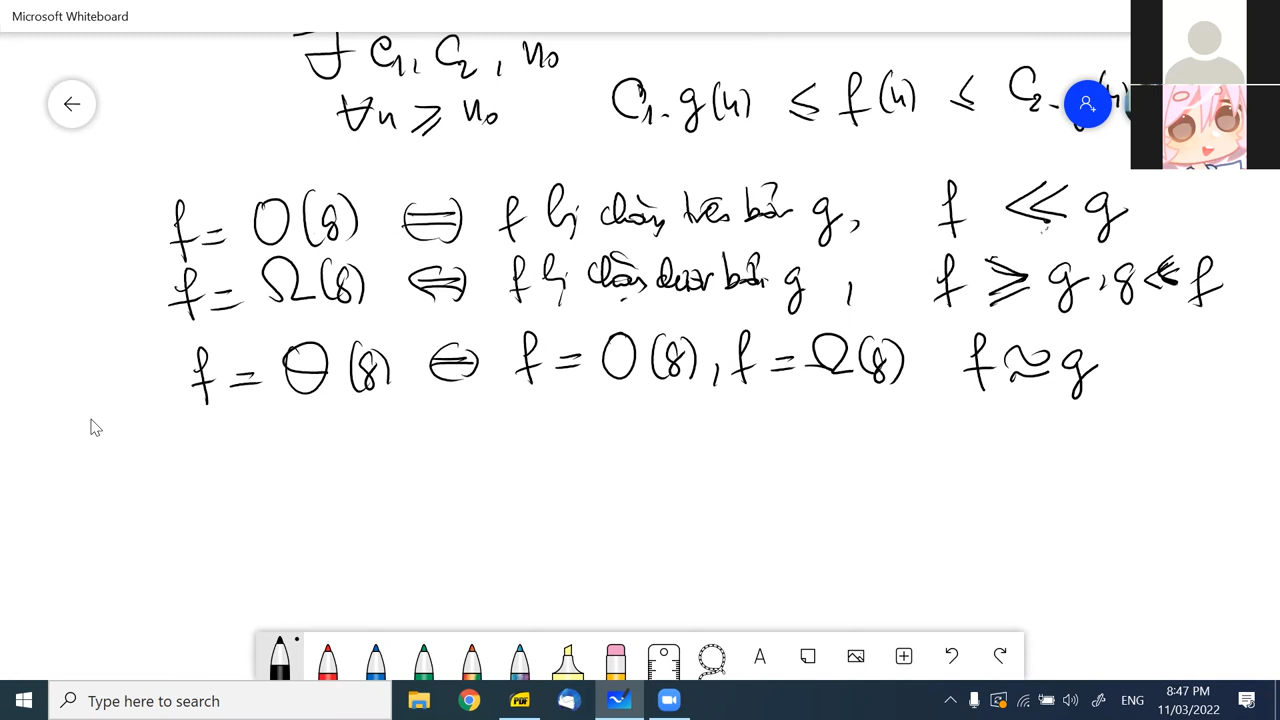 Microsoft Whiteboard
∃ C₁, C₂, n₀
∀n ≥ n₀ C₁.g(n) ≤ f(n) ≤ C₂.
f = O(g) ⇔ f bị chặn trên bởi g, f ≪ g
f = Ω(g) ⇔ f bị chặn dưới bởi g, f ≫ g, g ≪ f
f = Θ(g) ⇔ f = O(g), f = Ω(g) f ≈ g
Type here to search
PDF
ENG
8:47 PM
11/03/2022